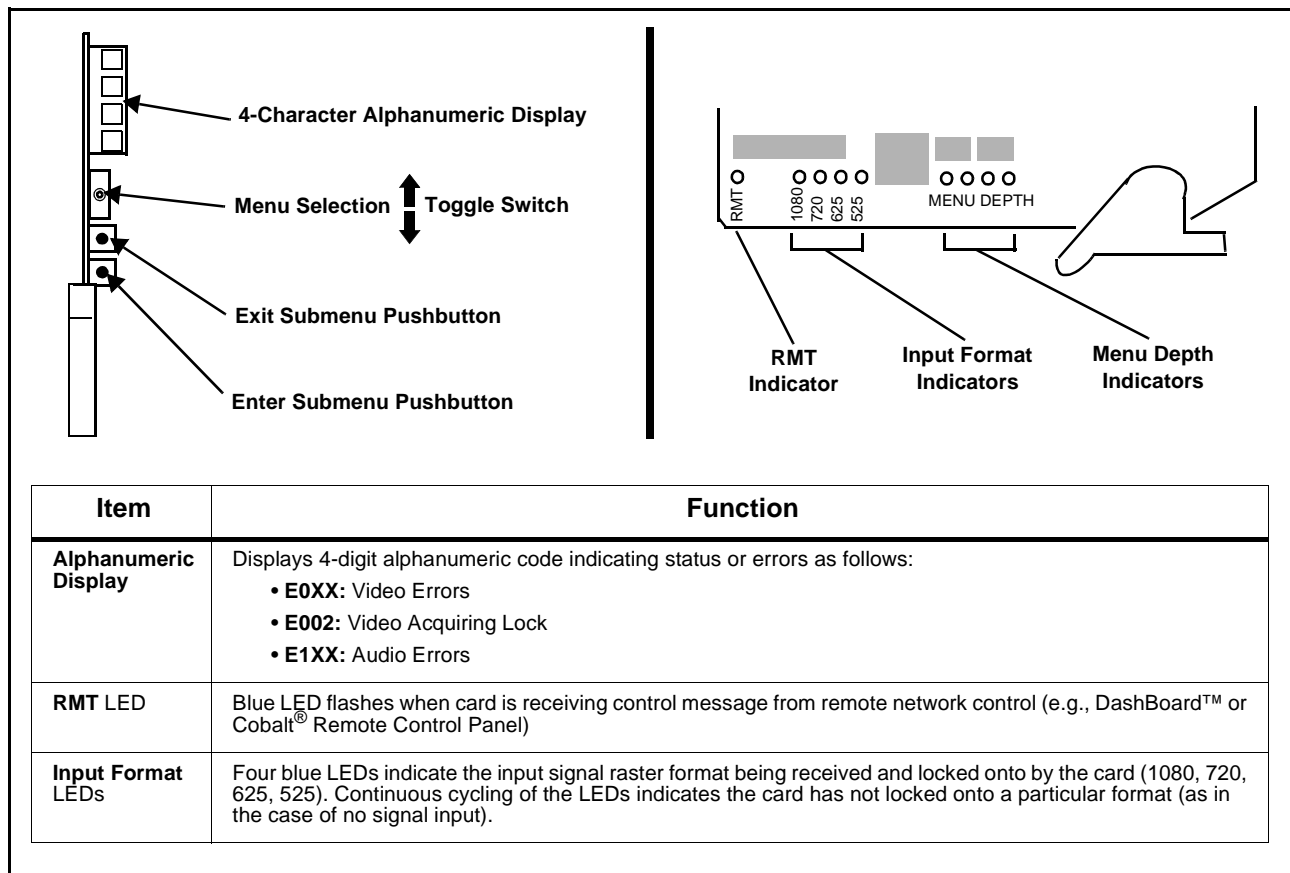 4-Character Alphanumeric Display
Menu Selection
Toggle Switch
Exit Submenu Pushbutton
Enter Submenu Pushbutton
RMT
1080
720
625
525
MENU DEPTH
RMT
Indicator
Input Format
Indicators
Menu Depth
Indicators
Item
Function
Alphanumeric
Display
Displays 4-digit alphanumeric code indicating status or errors as follows:
• E0XX: Video Errors
• E002: Video Acquiring Lock
• E1XX: Audio Errors
RMT LED
Blue LED flashes when card is receiving control message from remote network control (e.g., DashBoard™ or
Cobalt® Remote Control Panel)
Input Format
LEDs
Four blue LEDs indicate the input signal raster format being received and locked onto by the card (1080, 720,
625, 525). Continuous cycling of the LEDs indicates the card has not locked onto a particular format (as in
the case of no signal input).